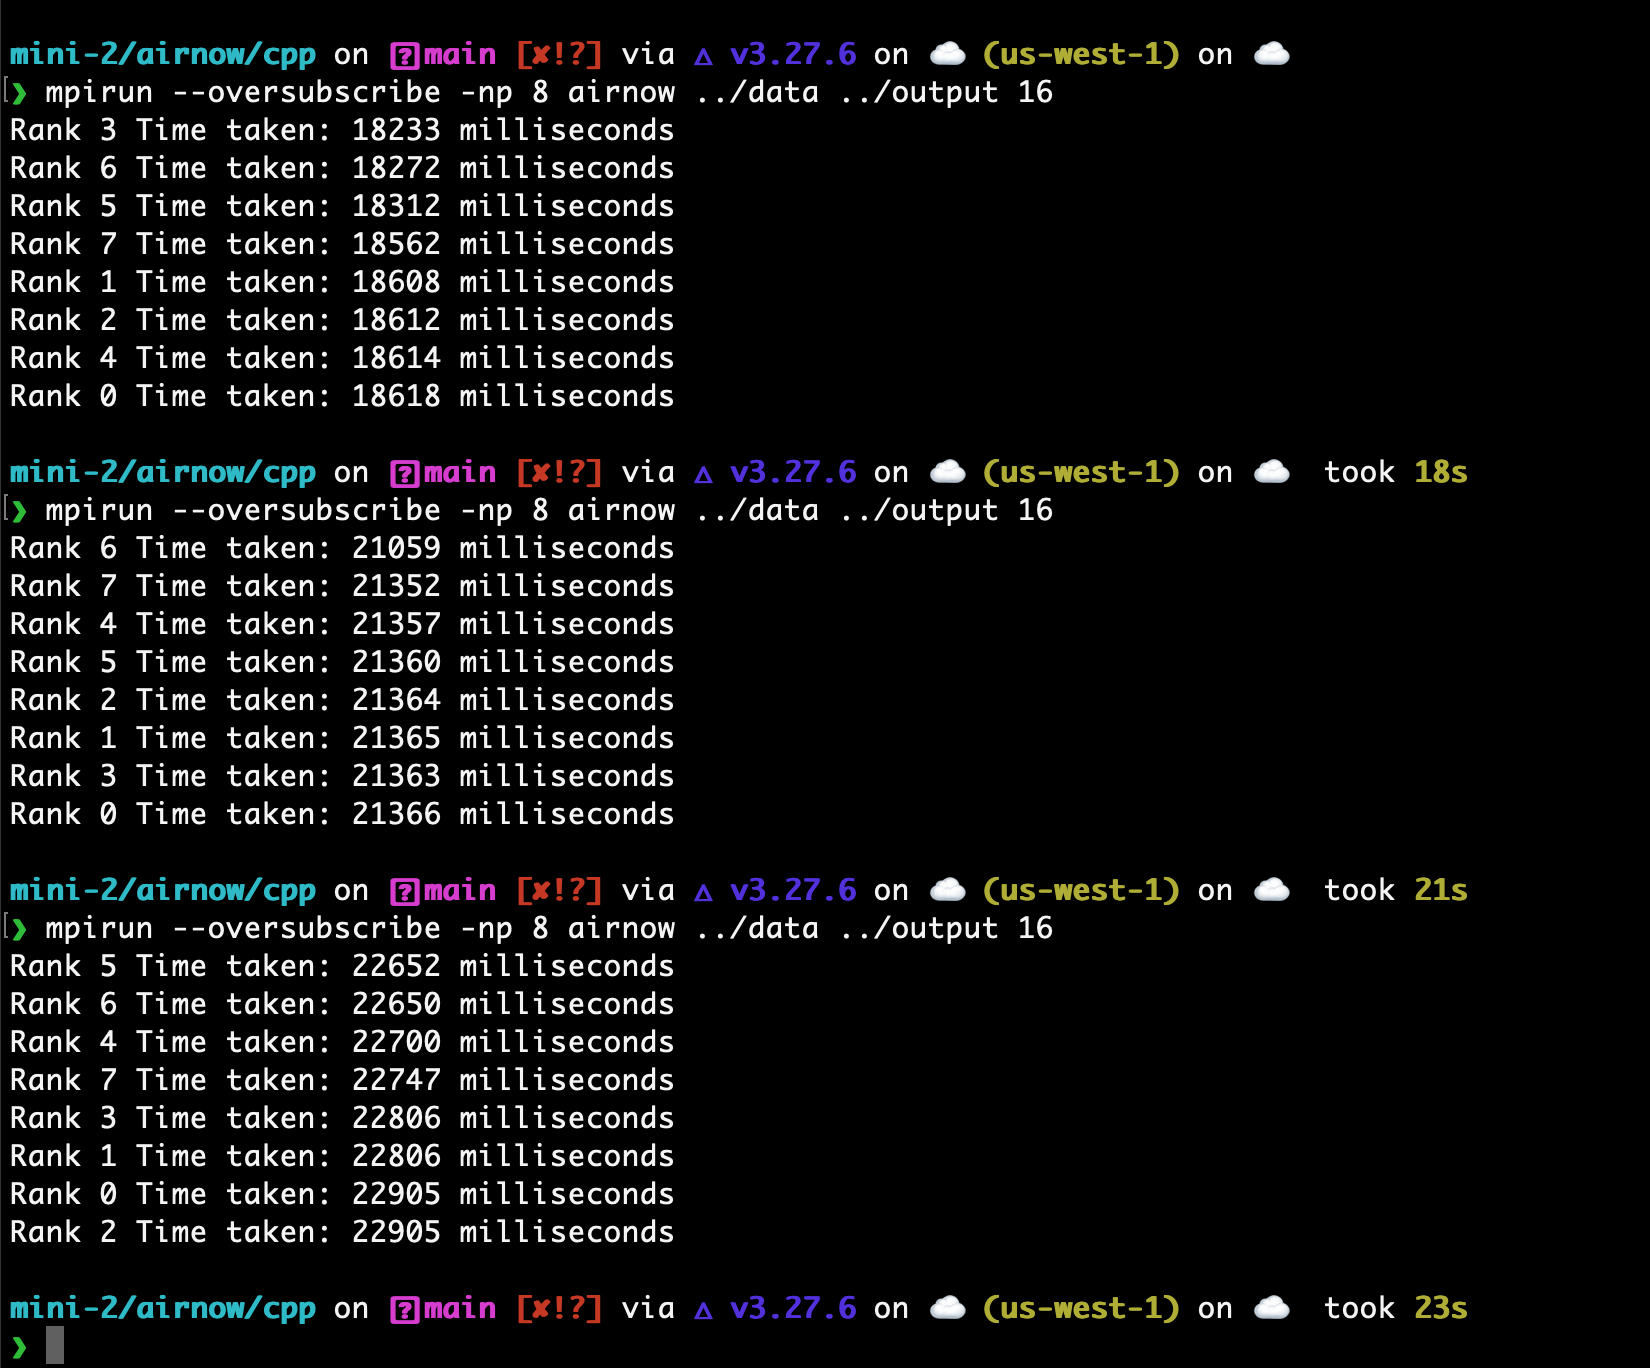 mini-2/airnow/cpp on ?main [✘!?] via △ v3.27.6 on ☁️ (us-west-1) on ☁️
❯ mpirun --oversubscribe -np 8 airnow ../data ../output 16
Rank 3 Time taken: 18233 milliseconds
Rank 6 Time taken: 18272 milliseconds
Rank 5 Time taken: 18312 milliseconds
Rank 7 Time taken: 18562 milliseconds
Rank 1 Time taken: 18608 milliseconds
Rank 2 Time taken: 18612 milliseconds
Rank 4 Time taken: 18614 milliseconds
Rank 0 Time taken: 18618 milliseconds
mini-2/airnow/cpp on ?main [✘!?] via △ v3.27.6 on ☁️ (us-west-1) on ☁️ took 18s
❯ mpirun --oversubscribe -np 8 airnow ../data ../output 16
Rank 6 Time taken: 21059 milliseconds
Rank 7 Time taken: 21352 milliseconds
Rank 4 Time taken: 21357 milliseconds
Rank 5 Time taken: 21360 milliseconds
Rank 2 Time taken: 21364 milliseconds
Rank 1 Time taken: 21365 milliseconds
Rank 3 Time taken: 21363 milliseconds
Rank 0 Time taken: 21366 milliseconds
mini-2/airnow/cpp on ?main [✘!?] via △ v3.27.6 on ☁️ (us-west-1) on ☁️ took 21s
❯ mpirun --oversubscribe -np 8 airnow ../data ../output 16
Rank 5 Time taken: 22652 milliseconds
Rank 6 Time taken: 22650 milliseconds
Rank 4 Time taken: 22700 milliseconds
Rank 7 Time taken: 22747 milliseconds
Rank 3 Time taken: 22806 milliseconds
Rank 1 Time taken: 22806 milliseconds
Rank 0 Time taken: 22905 milliseconds
Rank 2 Time taken: 22905 milliseconds
mini-2/airnow/cpp on ?main [✘!?] via △ v3.27.6 on ☁️ (us-west-1) on ☁️ took 23s
❯